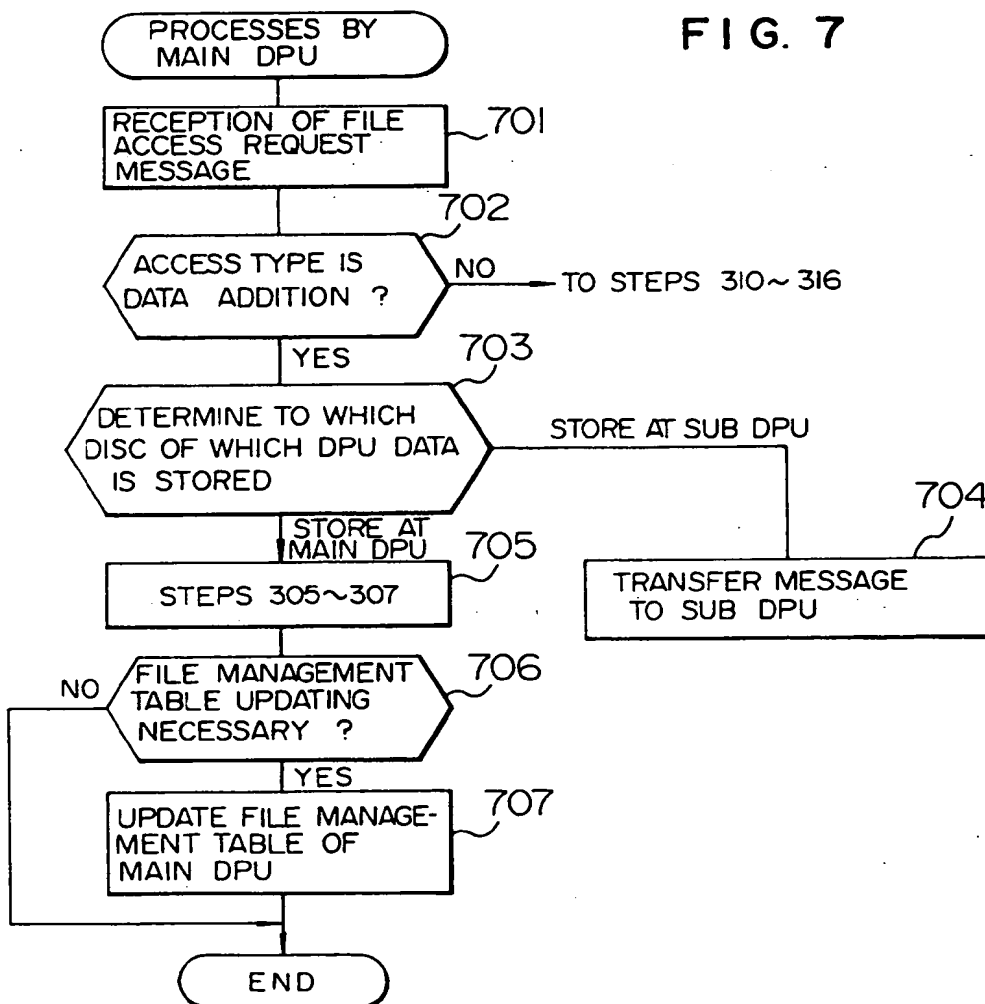 FIG. 7
PROCESSES BY
MAIN DPU
RECEPTION OF FILE
ACCESS REQUEST
MESSAGE
701
702
ACCESS TYPE IS
DATA ADDITION ?
NO
TO STEPS 310~316
YES
703
DETERMINE TO WHICH
DISC OF WHICH DPU DATA
IS STORED
STORE AT SUB DPU
704
TRANSFER MESSAGE
TO SUB DPU
STORE AT
MAIN DPU
705
STEPS 305~307
706
FILE MANAGEMENT
TABLE UPDATING
NECESSARY ?
NO
YES
707
UPDATE FILE MANAGE-
MENT TABLE OF
MAIN DPU
END